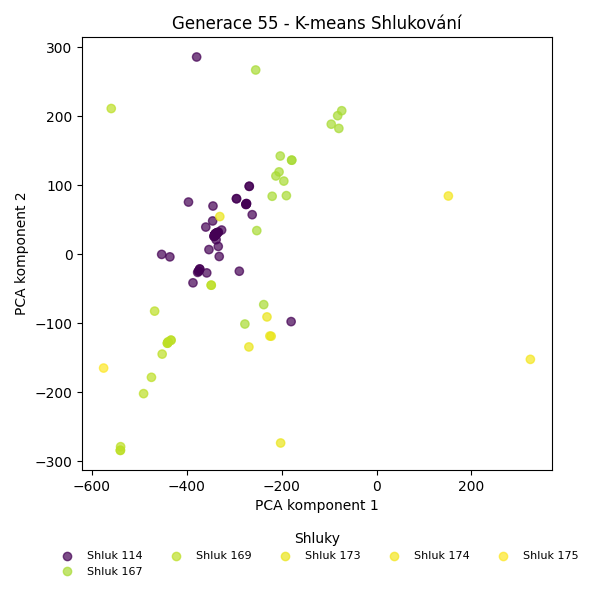 Generace 55 - K-means Shlukování
300
200
100
0
−100
−200
−300
PCA komponent 2
−600
−400
−200
0
200
PCA komponent 1
Shluky
Shluk 114
Shluk 169
Shluk 173
Shluk 174
Shluk 175
Shluk 167